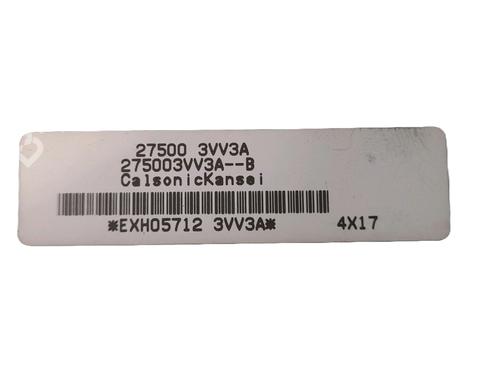 27500 3VV3A
275003VV3A--B
CalsonicKansei
*EXH05712 3VV3A* 4X17